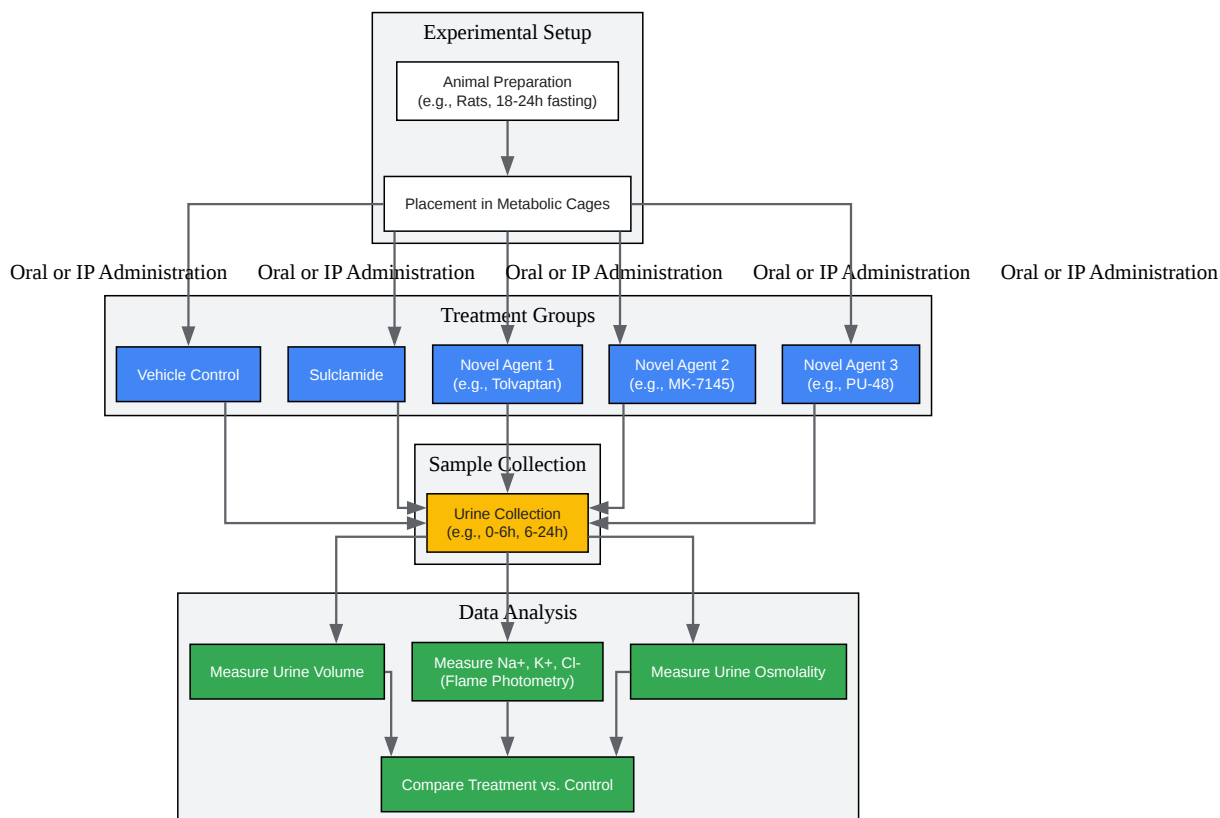 Experimental Setup
Animal Preparation
(e.g., Rats, 18-24h fasting)
Placement in Metabolic Cages
Oral or IP Administration
Oral or IP Administration
Oral or IP Administration
Oral or IP Administration
Oral or IP Administration
Treatment Groups
Vehicle Control
Sulclamide
Novel Agent 1
(e.g., Tolvaptan)
Novel Agent 2
(e.g., MK-7145)
Novel Agent 3
(e.g., PU-48)
Sample Collection
Urine Collection
(e.g., 0-6h, 6-24h)
Data Analysis
Measure Urine Volume
Measure Na+, K+, Cl-
(Flame Photometry)
Measure Urine Osmolality
Compare Treatment vs. Control